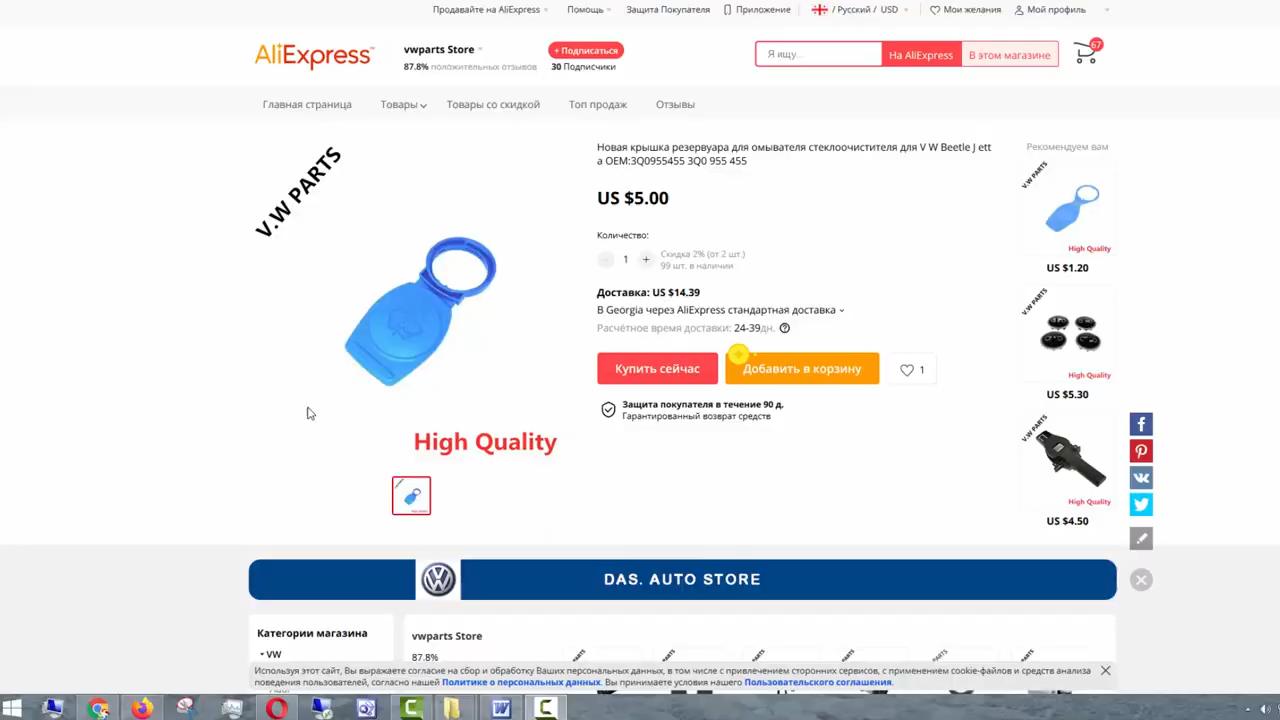 Продавайте на AliExpress
Помощь
Защита Покупателя
Приложение
/ Русский / USD
Мои желания
Мой профиль
AliExpress
vwparts Store
87.8% положительных отзывов
+ Подписаться
30 Подписчики
Я ищу...
На AliExpress
В этом магазине
67
Главная страница
Товары
Товары со скидкой
Топ продаж
Отзывы
V.W PARTS
High Quality
Новая крышка резервуара для омывателя стеклоочистителя для V W Beetle J ett
a OEM:3Q0955455 3Q0 955 455
US $5.00
Количество:
1
Скидка 2% (от 2 шт.)
99 шт. в наличии
Доставка: US $14.39
В Georgia через AliExpress стандартная доставка
Расчётное время доставки: 24-39дн.
Купить сейчас
Добавить в корзину
1
Защита покупателя в течение 90 д.
Гарантированный возврат средств
Рекомендуем вам
V.W PARTS
High Quality
US $1.20
V.W PARTS
High Quality
US $5.30
V.W PARTS
High Quality
US $4.50
DAS. AUTO STORE
Категории магазина
VW
vwparts Store
87.8%
Используя этот сайт, Вы выражаете согласие на сбор и обработку Ваших персональных данных, в том числе с привлечением сторонних сервисов, с применением cookie-файлов и средств анализа
поведения пользователей, согласно нашей Политике о персональных данных. Вы принимаете условия нашего Пользовательского соглашения.